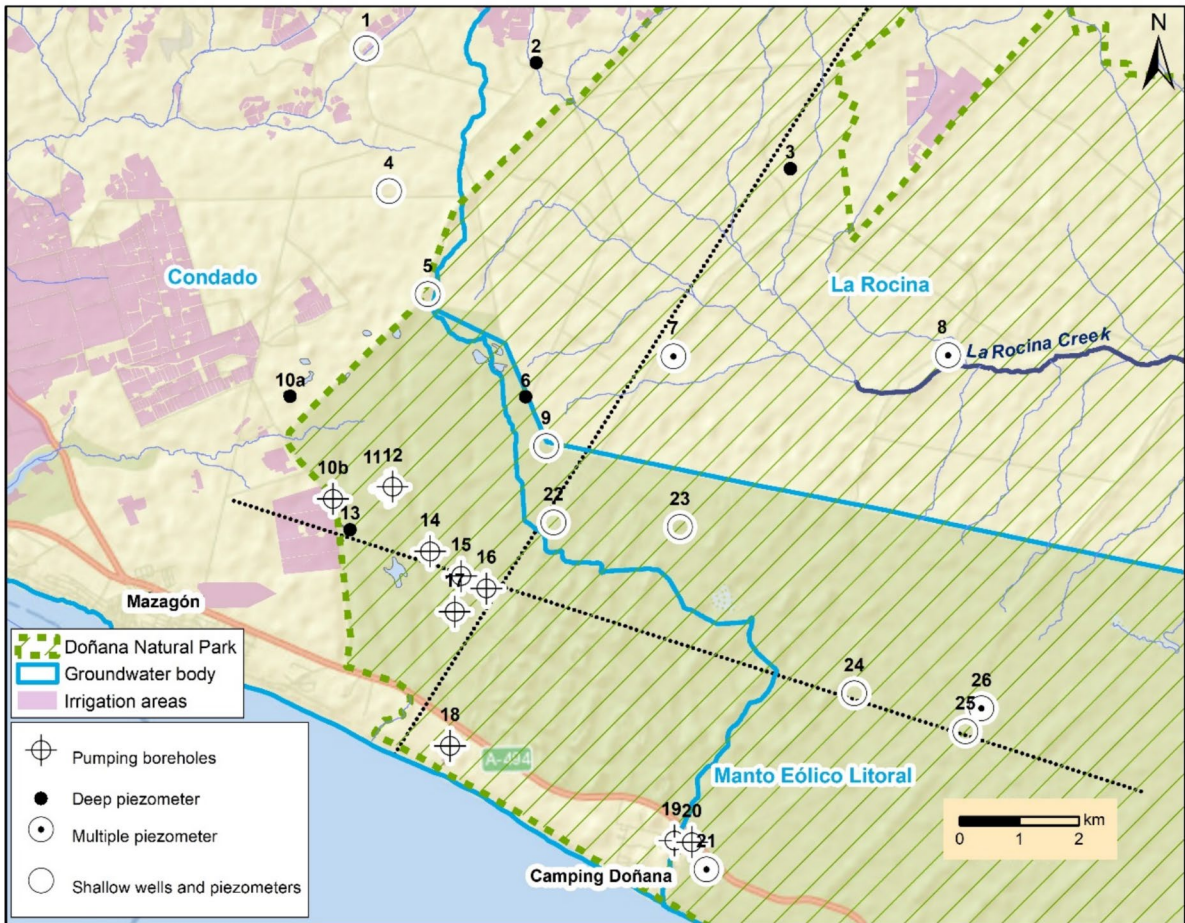 1
2
N
3
4
5
Condado
La Rocina
7
8
La Rocina Creek
6
10a
9
11 12
10b
22
23
13
14
15
16
17
Mazagón
Doñana Natural Park
Groundwater body
Irrigation areas
24
26
25
18
A-494
Manto Eólico Litoral
Pumping boreholes
Deep piezometer
Multiple piezometer
Shallow wells and piezometers
19 20
21
Camping Doñana
km
0 1 2